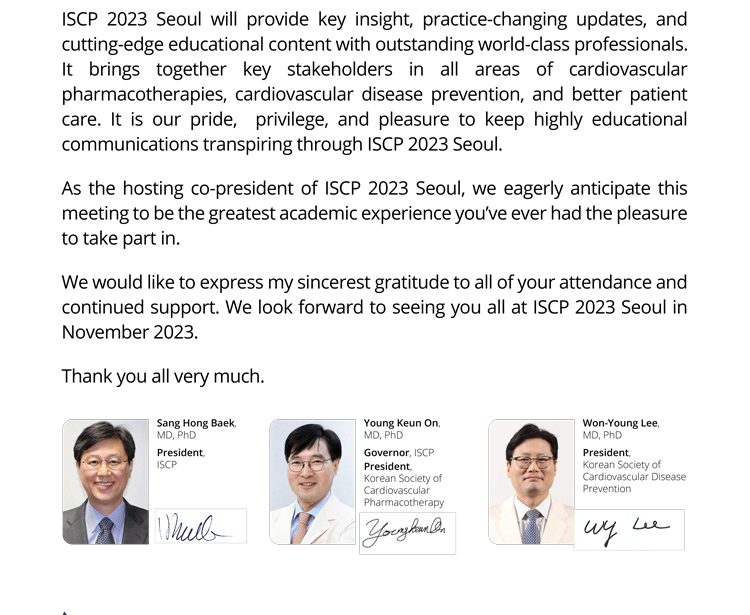 ISCP 2023 Seoul will provide key insight, practice-changing updates, and
cutting-edge educational content with outstanding world-class professionals.
It brings together key stakeholders in all areas of cardiovascular
pharmacotherapies, cardiovascular disease prevention, and better patient
care. It is our pride, privilege, and pleasure to keep highly educational
communications transpiring through ISCP 2023 Seoul.
As the hosting co-president of ISCP 2023 Seoul, we eagerly anticipate this
meeting to be the greatest academic experience you’ve ever had the pleasure
to take part in.
We would like to express my sincerest gratitude to all of your attendance and
continued support. We look forward to seeing you all at ISCP 2023 Seoul in
November 2023.
Thank you all very much.
Sang Hong Baek,
MD, PhD
President,
ISCP
Young Keun On,
MD, PhD
Governor, ISCP
President,
Korean Society of
Cardiovascular
Pharmacotherapy
Young Keun On
Won-Young Lee,
MD, PhD
President,
Korean Society of
Cardiovascular Disease
Prevention
WY Lee